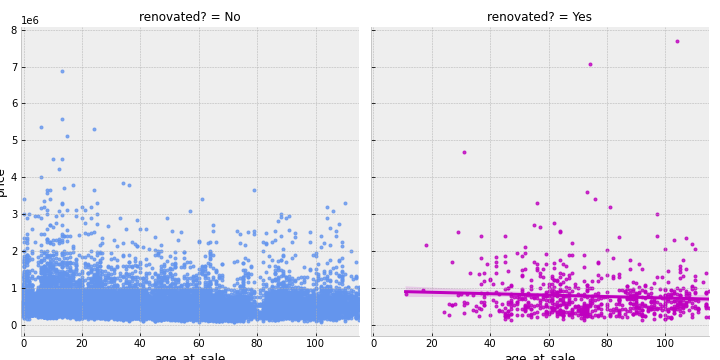 renovated? = No
renovated? = Yes
1e6
8
7
6
5
4
3
2
1
0
price
0 20 40 60 80 100
0 20 40 60 80 100
age_at_sale
age_at_sale